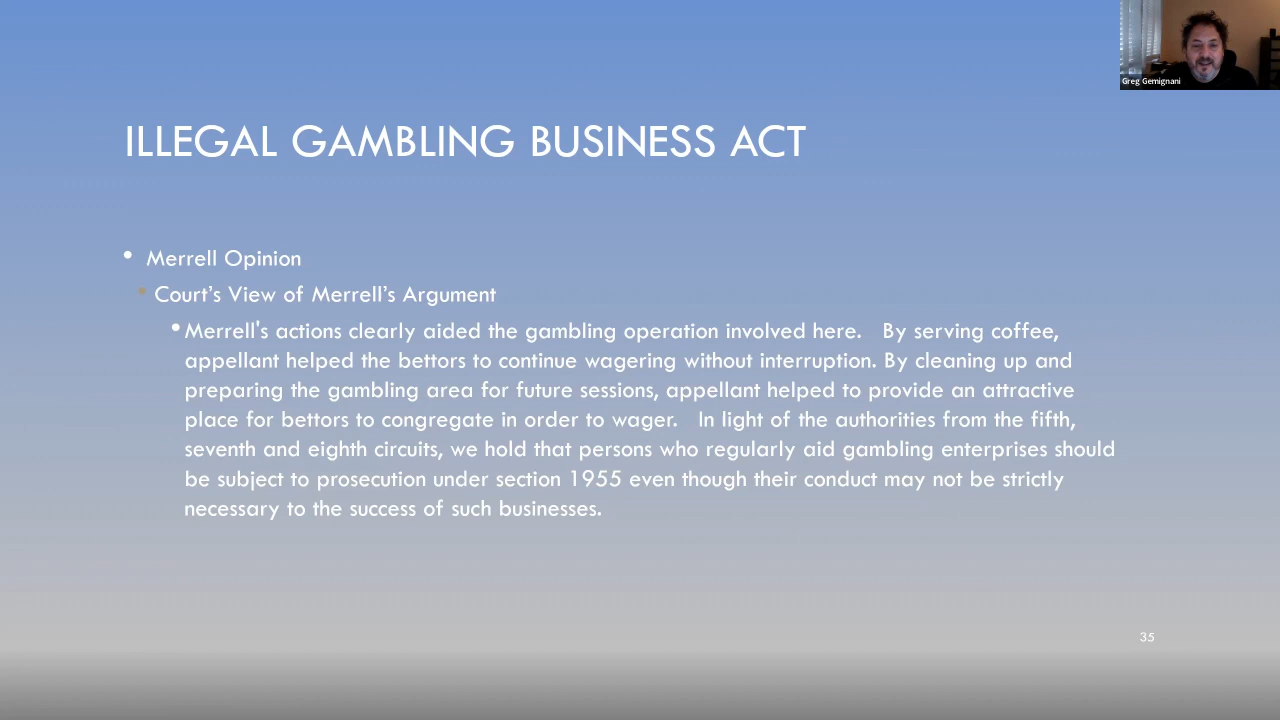 Greg Gemignani
ILLEGAL GAMBLING BUSINESS ACT
• Merrell Opinion
• Court’s View of Merrell’s Argument
• Merrell's actions clearly aided the gambling operation involved here.   By serving coffee,
appellant helped the bettors to continue wagering without interruption. By cleaning up and
preparing the gambling area for future sessions, appellant helped to provide an attractive
place for bettors to congregate in order to wager.   In light of the authorities from the fifth,
seventh and eighth circuits, we hold that persons who regularly aid gambling enterprises should
be subject to prosecution under section 1955 even though their conduct may not be strictly
necessary to the success of such businesses.
35